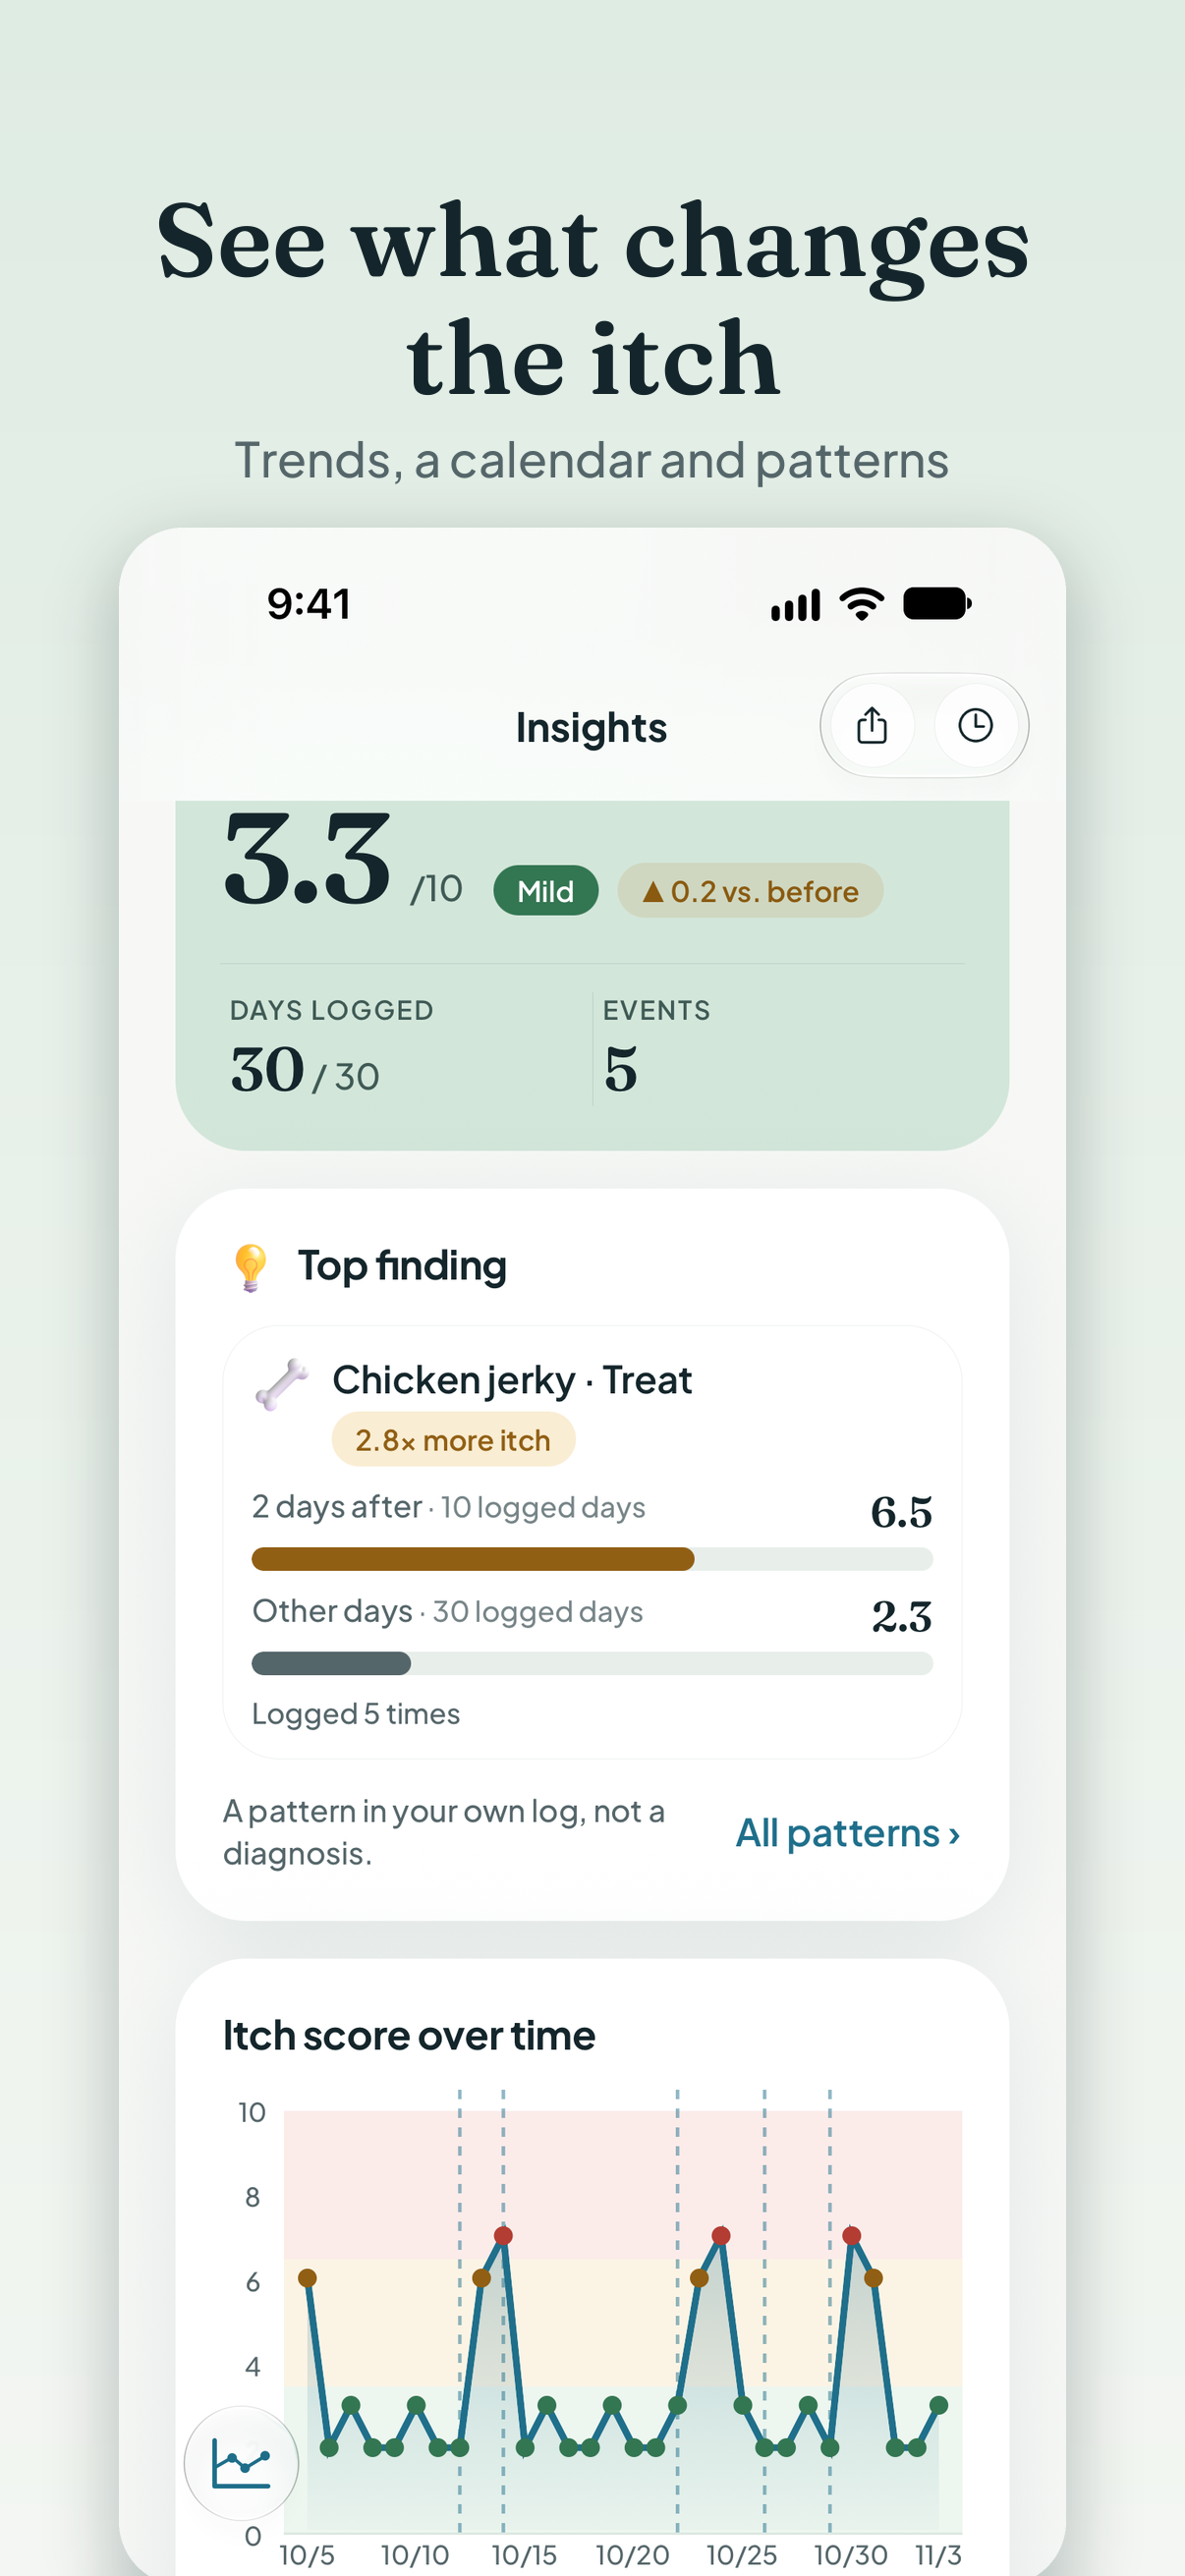 See what changes
the itch
Trends, a calendar and patterns
9:41
Insights
3.3 /10 Mild ▲ 0.2 vs. before
DAYS LOGGED EVENTS
30 / 30 5
Top finding
Chicken jerky · Treat
2.8× more itch
2 days after · 10 logged days 6.5
Other days · 30 logged days 2.3
Logged 5 times
A pattern in your own log, not a
diagnosis.
All patterns ›
Itch score over time
10
8
6
4
0
10/5 10/10 10/15 10/20 10/25 10/30 11/3